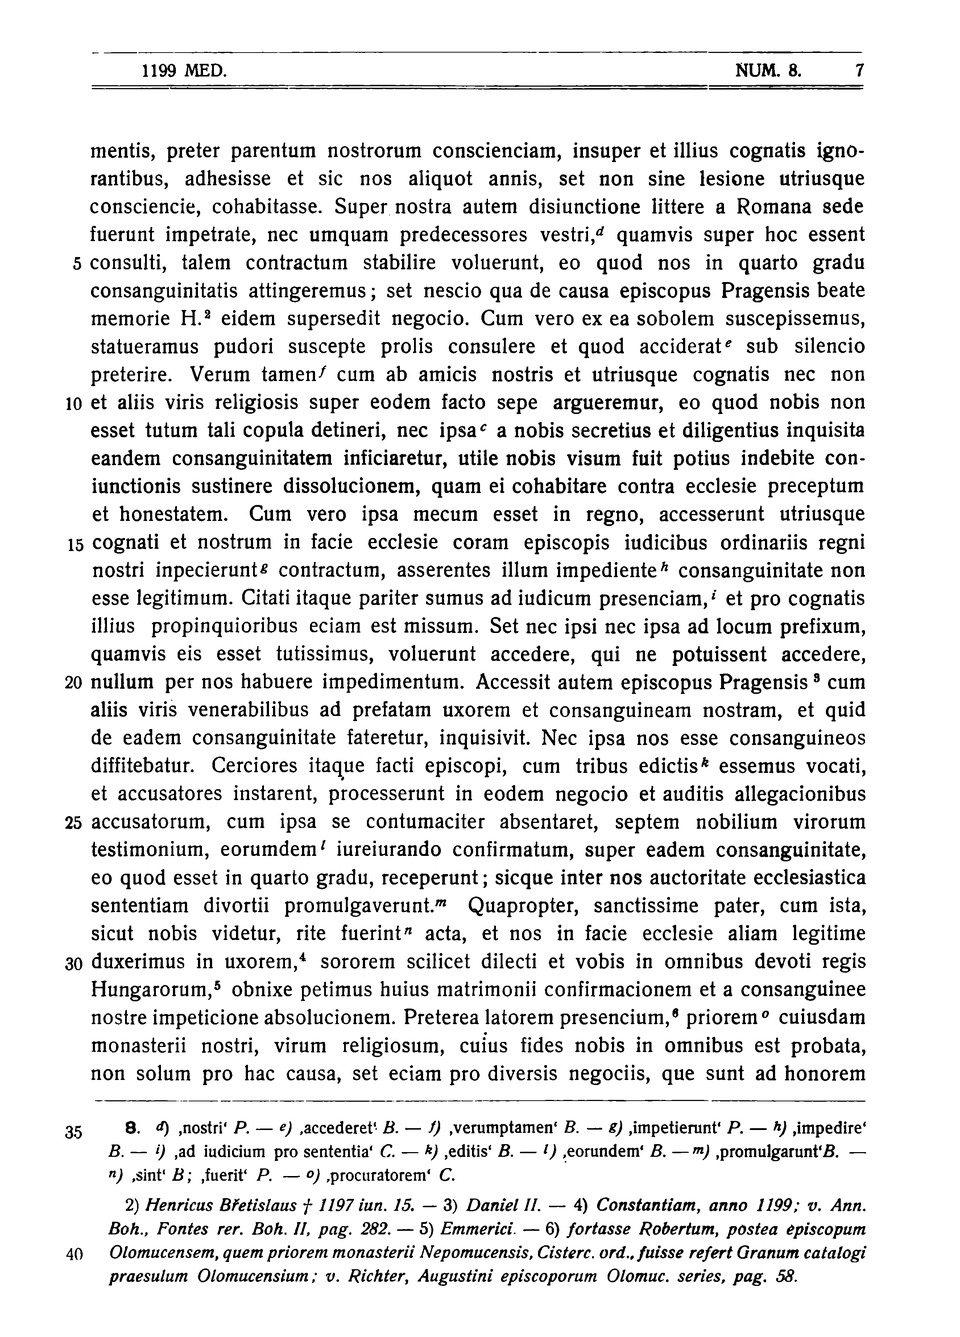 1199 MED. NUM. 8. 7
mentis, preter parentum nostrorum conscienciam, insuper et illius cognatis igno-
rantibus, adhesisse et sic nos aliquot annis, set non sine lesione utriusque
consciencie, cohabitasse. Super nostra autem disiunctione littere a Romana sede
fuerunt impetrate, nec umquam predecessores vestri,ᵈ quamvis super hoc essent
5 consulti, talem contractum stabilire voluerunt, eo quod nos in quarto gradu
consanguinitatis attingeremus; set nescio qua de causa episcopus Pragensis beate
memorie H.² eidem supersedit negocio. Cum vero ex ea sobolem suscepissemus,
statueramus pudori suscepte prolis consulere et quod accideratᵉ sub silencio
preterire. Verum tamenᶠ cum ab amicis nostris et utriusque cognatis nec non
10 et aliis viris religiosis super eodem facto sepe argueremur, eo quod nobis non
esset tutum tali copula detineri, nec ipsaᶜ a nobis secretius et diligentius inquisita
eandem consanguinitatem inficiaretur, utile nobis visum fuit potius indebite con-
iunctionis sustinere dissolucionem, quam ei cohabitare contra ecclesie preceptum
et honestatem. Cum vero ipsa mecum esset in regno, accesserunt utriusque
15 cognati et nostrum in facie ecclesie coram episcopis iudicibus ordinariis regni
nostri inpecieruntᵍ contractum, asserentes illum impedienteʰ consanguinitate non
esse legitimum. Citati itaque pariter sumus ad iudicum presenciam,ⁱ et pro cognatis
illius propinquioribus eciam est missum. Set nec ipsi nec ipsa ad locum prefixum,
quamvis eis esset tutissimus, voluerunt accedere, qui ne potuissent accedere,
20 nullum per nos habuere impedimentum. Accessit autem episcopus Pragensis³ cum
aliis viris venerabilibus ad prefatam uxorem et consanguineam nostram, et quid
de eadem consanguinitate fateretur, inquisivit. Nec ipsa nos esse consanguineos
diffitebatur. Cerciores itaque facti episcopi, cum tribus edictisᵏ essemus vocati,
et accusatores instarent, processerunt in eodem negocio et auditis allegacionibus
25 accusatorum, cum ipsa se contumaciter absentaret, septem nobilium virorum
testimonium, eorumdemˡ iureiurando confirmatum, super eadem consanguinitate,
eo quod esset in quarto gradu, receperunt; sicque inter nos auctoritate ecclesiastica
sententiam divortii promulgaverunt.ᵐ Quapropter, sanctissime pater, cum ista,
sicut nobis videtur, rite fuerintⁿ acta, et nos in facie ecclesie aliam legitime
30 duxerimus in uxorem,⁴ sororem scilicet dilecti et vobis in omnibus devoti regis
Hungarorum,⁵ obnixe petimus huius matrimonii confirmacionem et a consanguinee
nostre impeticione absolucionem. Preterea latorem presencium,⁶ prioremᵒ cuiusdam
monasterii nostri, virum religiosum, cuius fides nobis in omnibus est probata,
non solum pro hac causa, set eciam pro diversis negociis, que sunt ad honorem
35 8. d) ‚nostri‘ P. — e) ‚accederet‘ B. — f) ‚verumptamen‘ B. — g) ‚impetierunt‘ P. — h) ‚impedire‘
B. — i) ‚ad iudicium pro sententia‘ C. — k) ‚editis‘ B. — l) ‚eorundem‘ B. — m) ‚promulgarunt‘ B. —
n) ‚sint‘ B; ‚fuerit‘ P. — o) ‚procuratorem‘ C.
2) Henricus Břetislaus † 1197 iun. 15. — 3) Daniel II. — 4) Constantiam, anno 1199; v. Ann.
Boh., Fontes rer. Boh. II, pag. 282. — 5) Emmerici. — 6) fortasse Robertum, postea episcopum
40 Olomucensem, quem priorem monasterii Nepomucensis, Cisterc. ord., fuisse refert Granum catalogi
praesulum Olomucensium; v. Richter, Augustini episcoporum Olomuc. series, pag. 58.